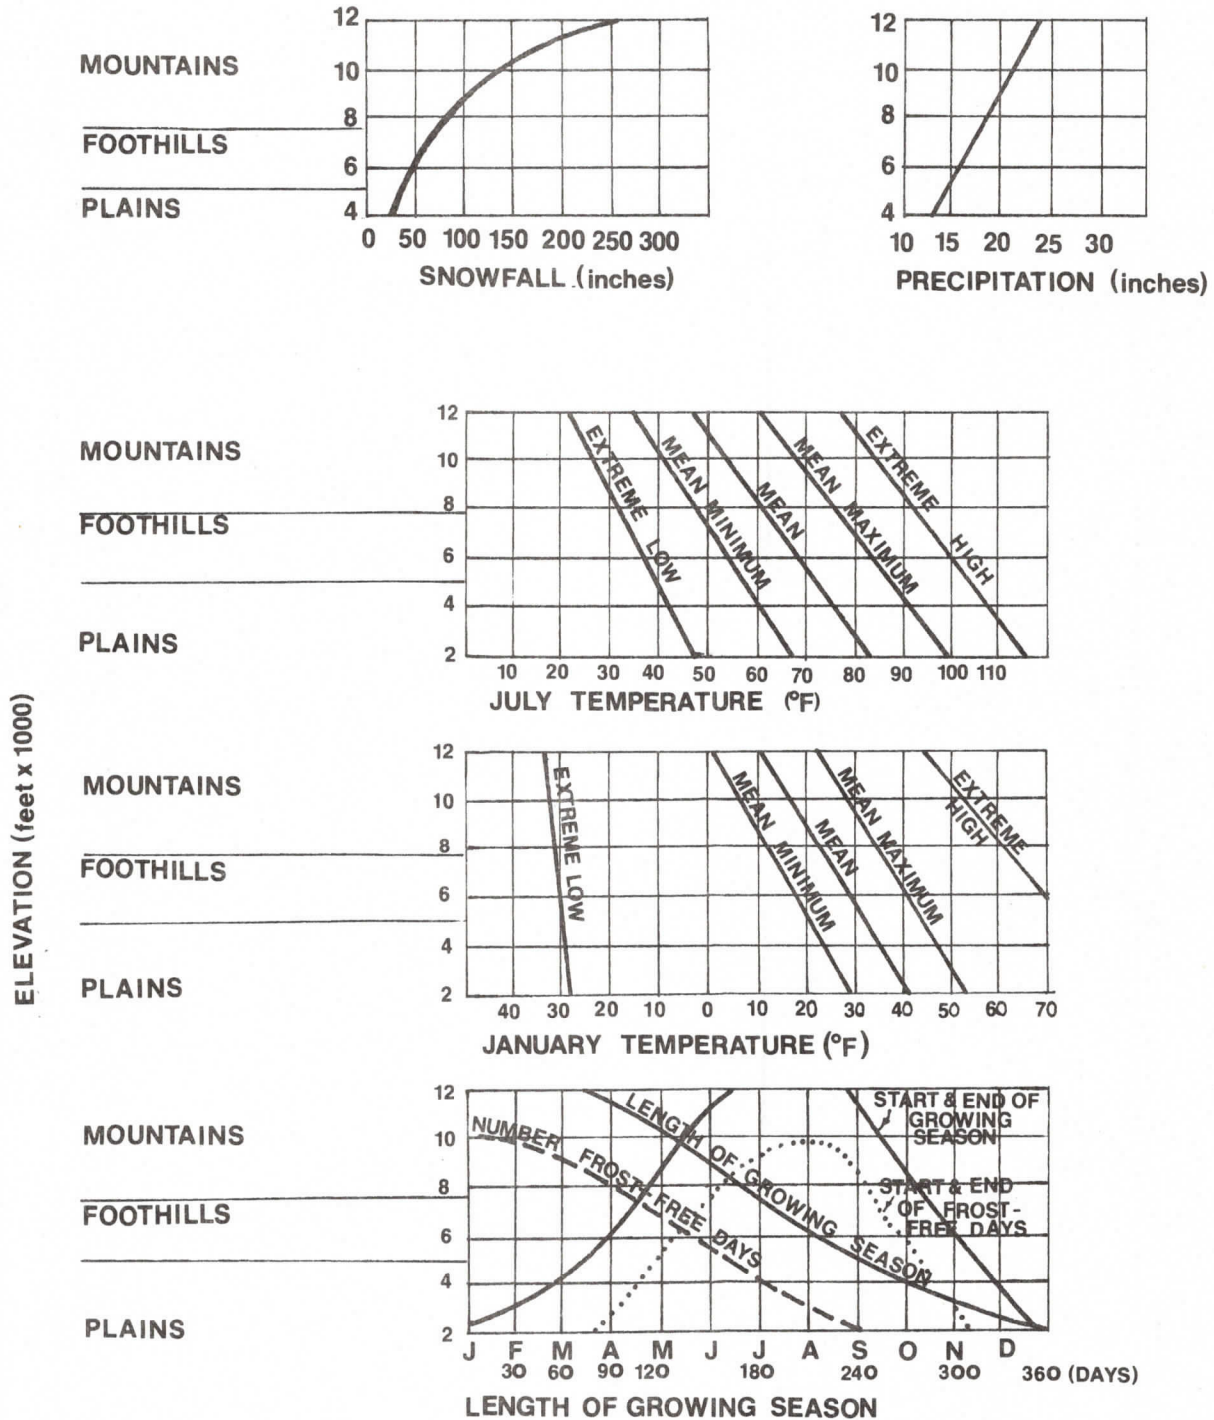 12
MOUNTAINS
10
8
FOOTHILLS
6
PLAINS
4
0 50 100 150 200 250 300
SNOWFALL (inches)
12
10
8
6
4
10 15 20 25 30
PRECIPITATION (inches)
ELEVATION (feet x 1000)
12
MOUNTAINS
10
8
FOOTHILLS
6
4
PLAINS
2
EXTREME LOW
MEAN MINIMUM
MEAN
MEAN MAXIMUM
EXTREME HIGH
10 20 30 40 50 60 70 80 90 100 110
JULY TEMPERATURE (°F)
12
MOUNTAINS
10
8
FOOTHILLS
6
4
PLAINS
2
EXTREME LOW
MEAN MINIMUM
MEAN
MEAN MAXIMUM
EXTREME
HIGH
40 30 20 10 0 10 20 30 40 50 60 70
JANUARY TEMPERATURE (°F)
12
MOUNTAINS
10
8
FOOTHILLS
6
4
PLAINS
2
NUMBER FROST-FREE DAYS
LENGTH OF GROWING SEASON
START & END OF
GROWING
SEASON
START & END
OF FROST-
FREE DAYS
J F M A M J J A S O N D
30 60 90 120 180 240 300 360 (DAYS)
LENGTH OF GROWING SEASON